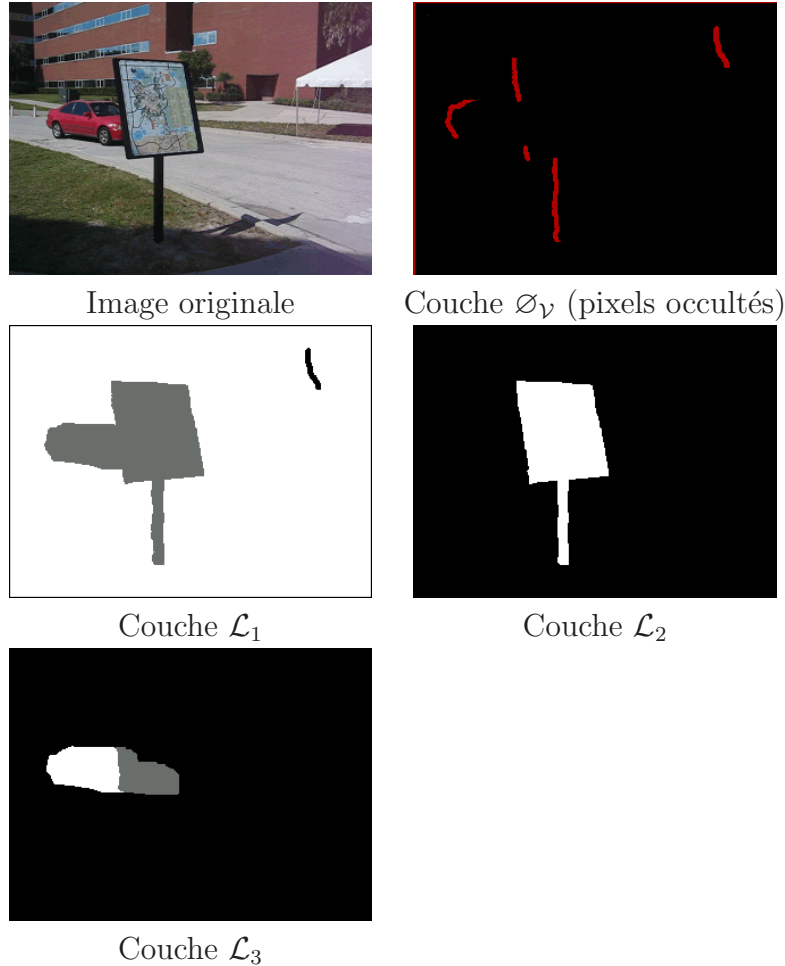 Image originale
Couche ∅𝒱 (pixels occultés)
Couche ℒ1
Couche ℒ2
Couche ℒ3